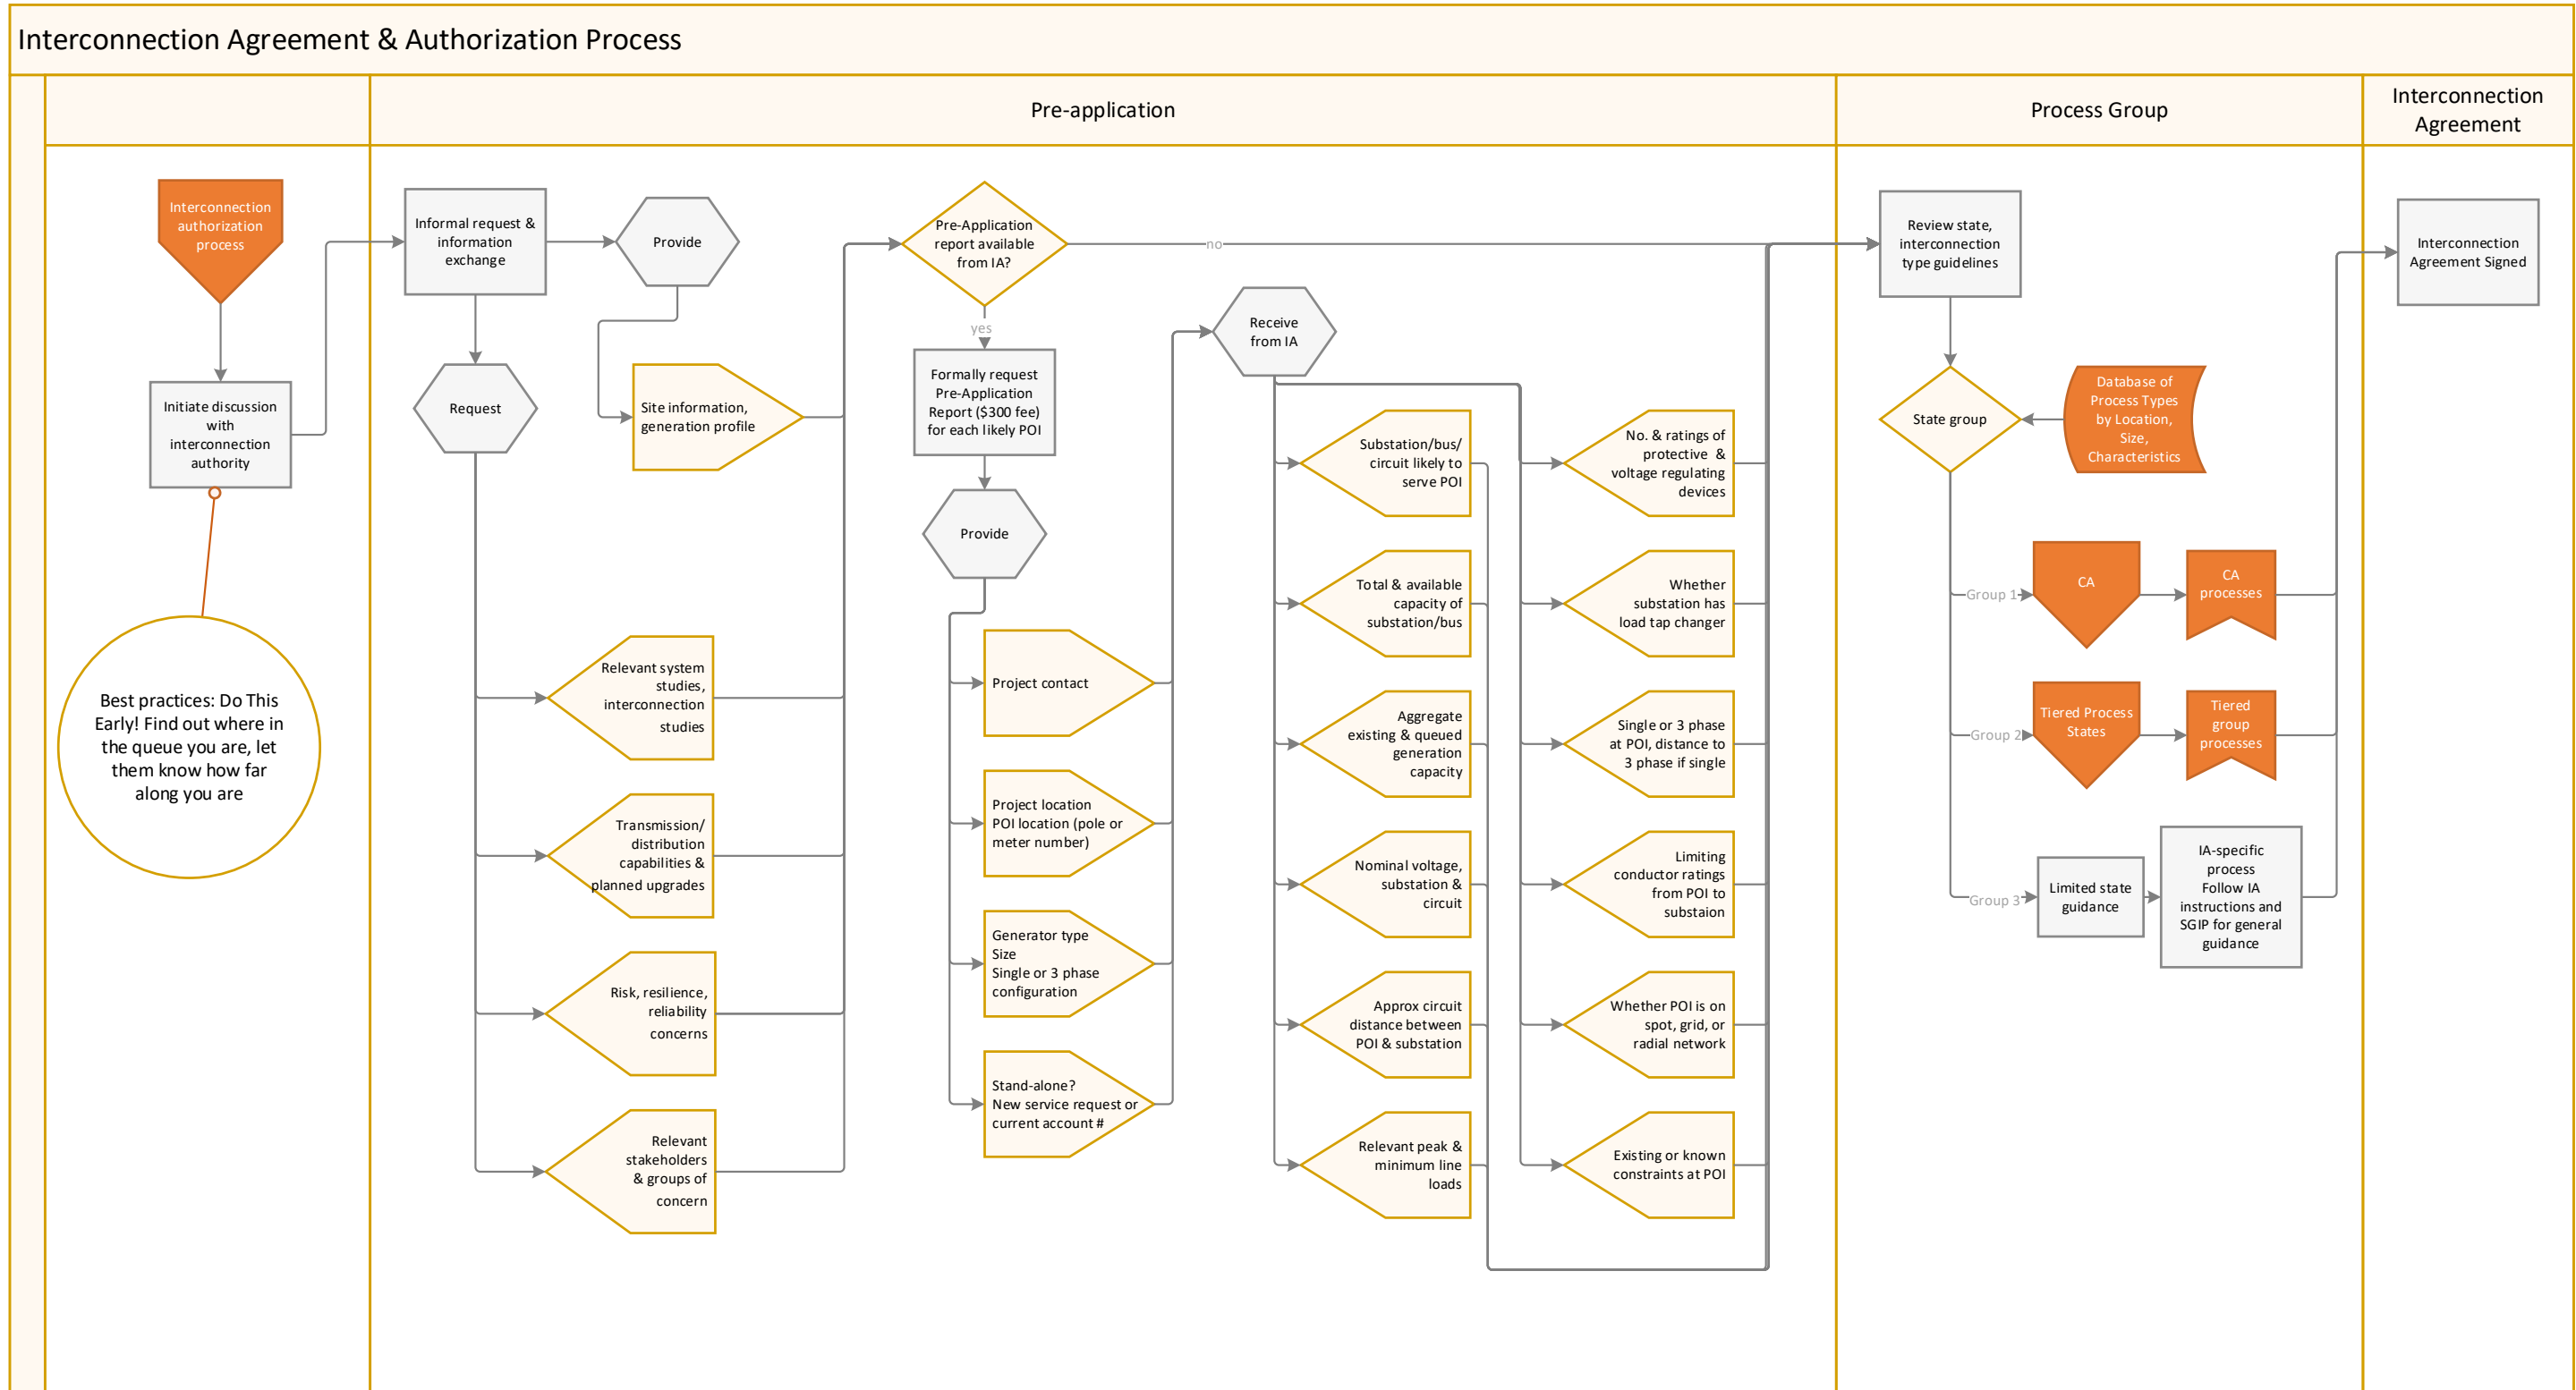 Interconnection Agreement & Authorization Process
Pre-application
Process Group
Interconnection
Agreement
Interconnection
authorization
process
Initiate discussion
with
interconnection
authority
Best practices: Do This
Early! Find out where in
the queue you are, let
them know how far
along you are
Informal request &
information
exchange
Provide
Request
Site information,
generation profile
Relevant system
studies,
interconnection
studies
Transmission/
distribution
capabilities &
planned upgrades
Risk, resilience,
reliability
concerns
Relevant
stakeholders
& groups of
concern
Pre-Application
report available
from IA?
no
yes
Formally request
Pre-Application
Report ($300 fee)
for each likely POI
Provide
Project contact
Project location
POI location (pole or
meter number)
Generator type
Size
Single or 3 phase
configuration
Stand-alone?
New service request or
current account #
Receive
from IA
Substation/bus/
circuit likely to
serve POI
Total & available
capacity of
substation/bus
Aggregate
existing & queued
generation
capacity
Nominal voltage,
substation &
circuit
Approx circuit
distance between
POI & substation
Relevant peak &
minimum line
loads
No. & ratings of
protective &
voltage regulating
devices
Whether
substation has
load tap changer
Single or 3 phase
at POI, distance to
3 phase if single
Limiting
conductor ratings
from POI to
substaion
Whether POI is on
spot, grid, or
radial network
Existing or known
constraints at POI
Review state,
interconnection
type guidelines
State group
Database of
Process Types
by Location,
Size,
Characteristics
Group 1
CA
CA
processes
Group 2
Tiered Process
States
Tiered
group
processes
Group 3
Limited state
guidance
IA-specific
process
Follow IA
instructions and
SGIP for general
guidance
Interconnection
Agreement Signed